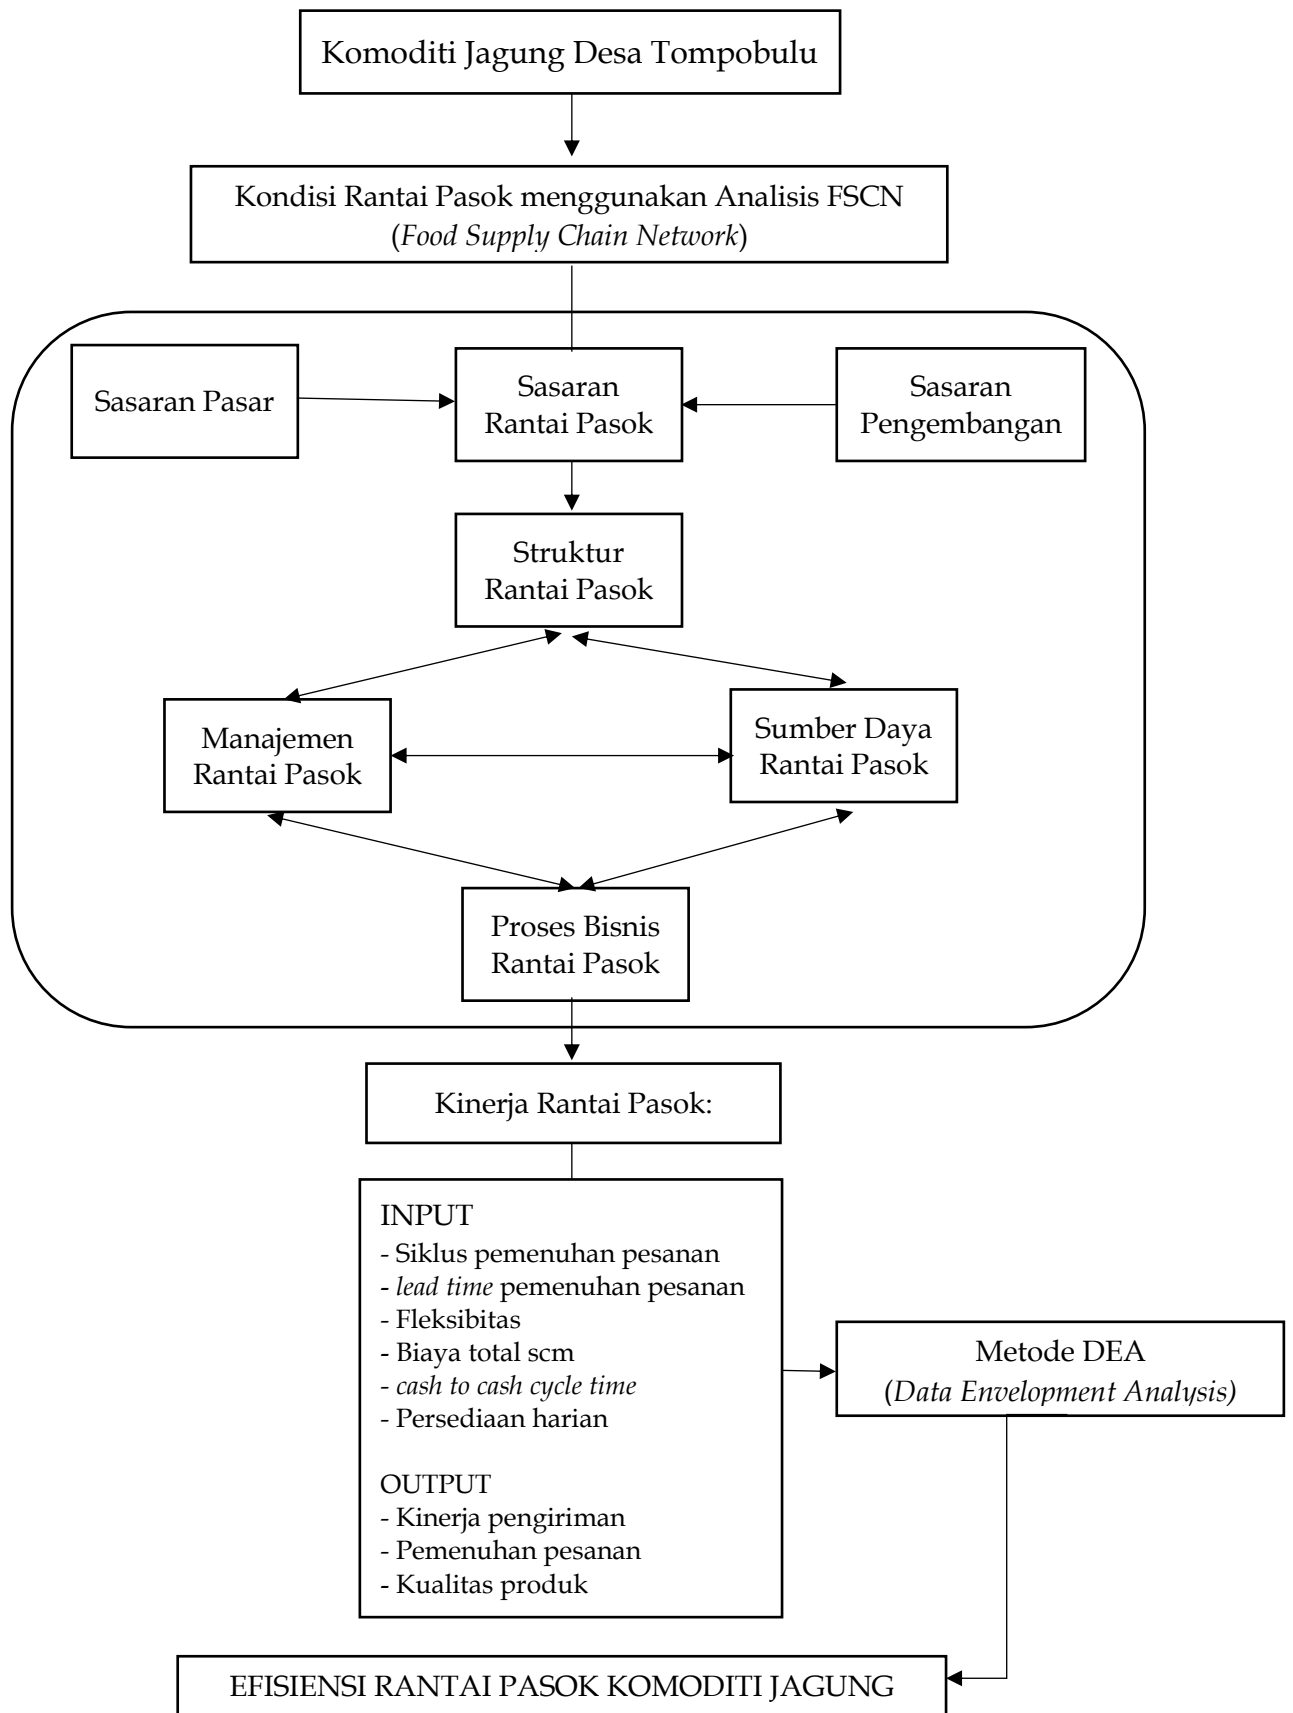 Komoditi Jagung Desa Tompobulu
Kondisi Rantai Pasok menggunakan Analisis FSCN
(Food Supply Chain Network)
Sasaran Pasar
Sasaran
Rantai Pasok
Sasaran
Pengembangan
Struktur
Rantai Pasok
Manajemen
Rantai Pasok
Sumber Daya
Rantai Pasok
Proses Bisnis
Rantai Pasok
Kinerja Rantai Pasok:
INPUT
- Siklus pemenuhan pesanan
- lead time pemenuhan pesanan
- Fleksibitas
- Biaya total scm
- cash to cash cycle time
- Persediaan harian
OUTPUT
- Kinerja pengiriman
- Pemenuhan pesanan
- Kualitas produk
Metode DEA
(Data Envelopment Analysis)
EFISIENSI RANTAI PASOK KOMODITI JAGUNG